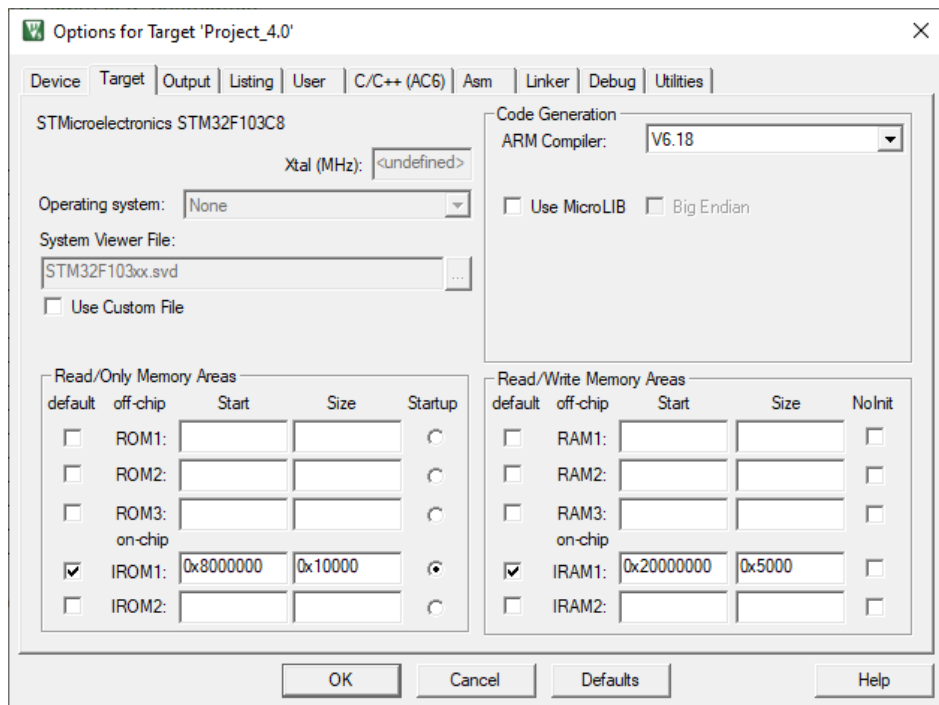 Options for Target 'Project_4.0'
Device Target Output Listing User C/C++ (AC6) Asm Linker Debug Utilities
STMicroelectronics STM32F103C8
Xtal (MHz): <undefined>
Operating system: None
System Viewer File:
STM32F103xx.svd ...
Use Custom File
Code Generation
ARM Compiler: V6.18
Use MicroLIB Big Endian
Read/Only Memory Areas
default off-chip Start Size Startup
ROM1:
ROM2:
ROM3:
on-chip
IROM1: 0x8000000 0x10000
IROM2:
Read/Write Memory Areas
default off-chip Start Size NoInit
RAM1:
RAM2:
RAM3:
on-chip
IRAM1: 0x20000000 0x5000
IRAM2:
OK Cancel Defaults Help